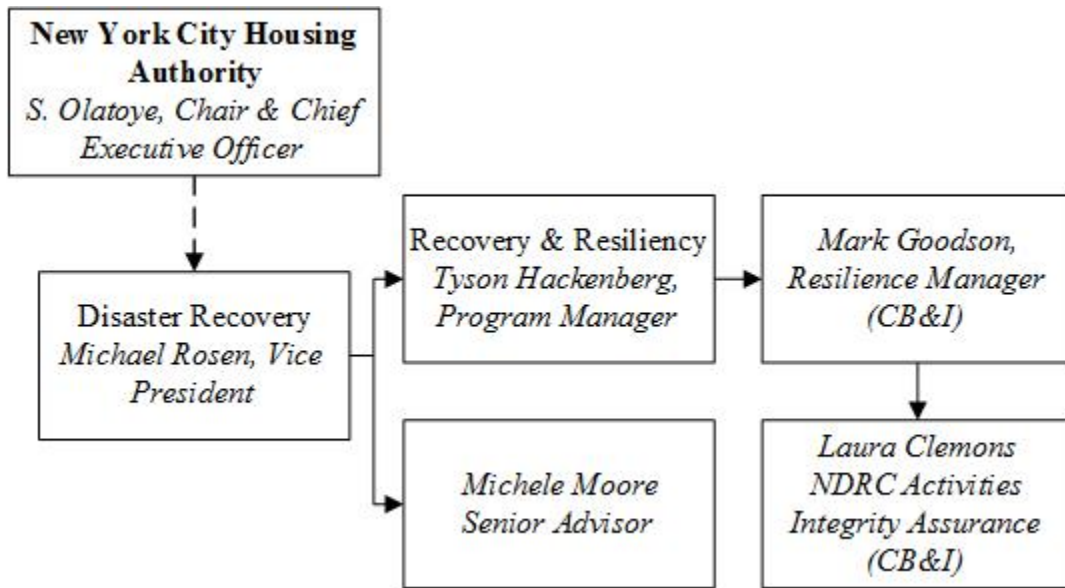 New York City Housing
Authority
S. Olatoye, Chair & Chief
Executive Officer
Disaster Recovery
Michael Rosen, Vice
President
Recovery & Resiliency
Tyson Hackenberg,
Program Manager
Michele Moore
Senior Advisor
Mark Goodson,
Resilience Manager
(CB&I)
Laura Clemons
NDRC Activities
Integrity Assurance
(CB&I)